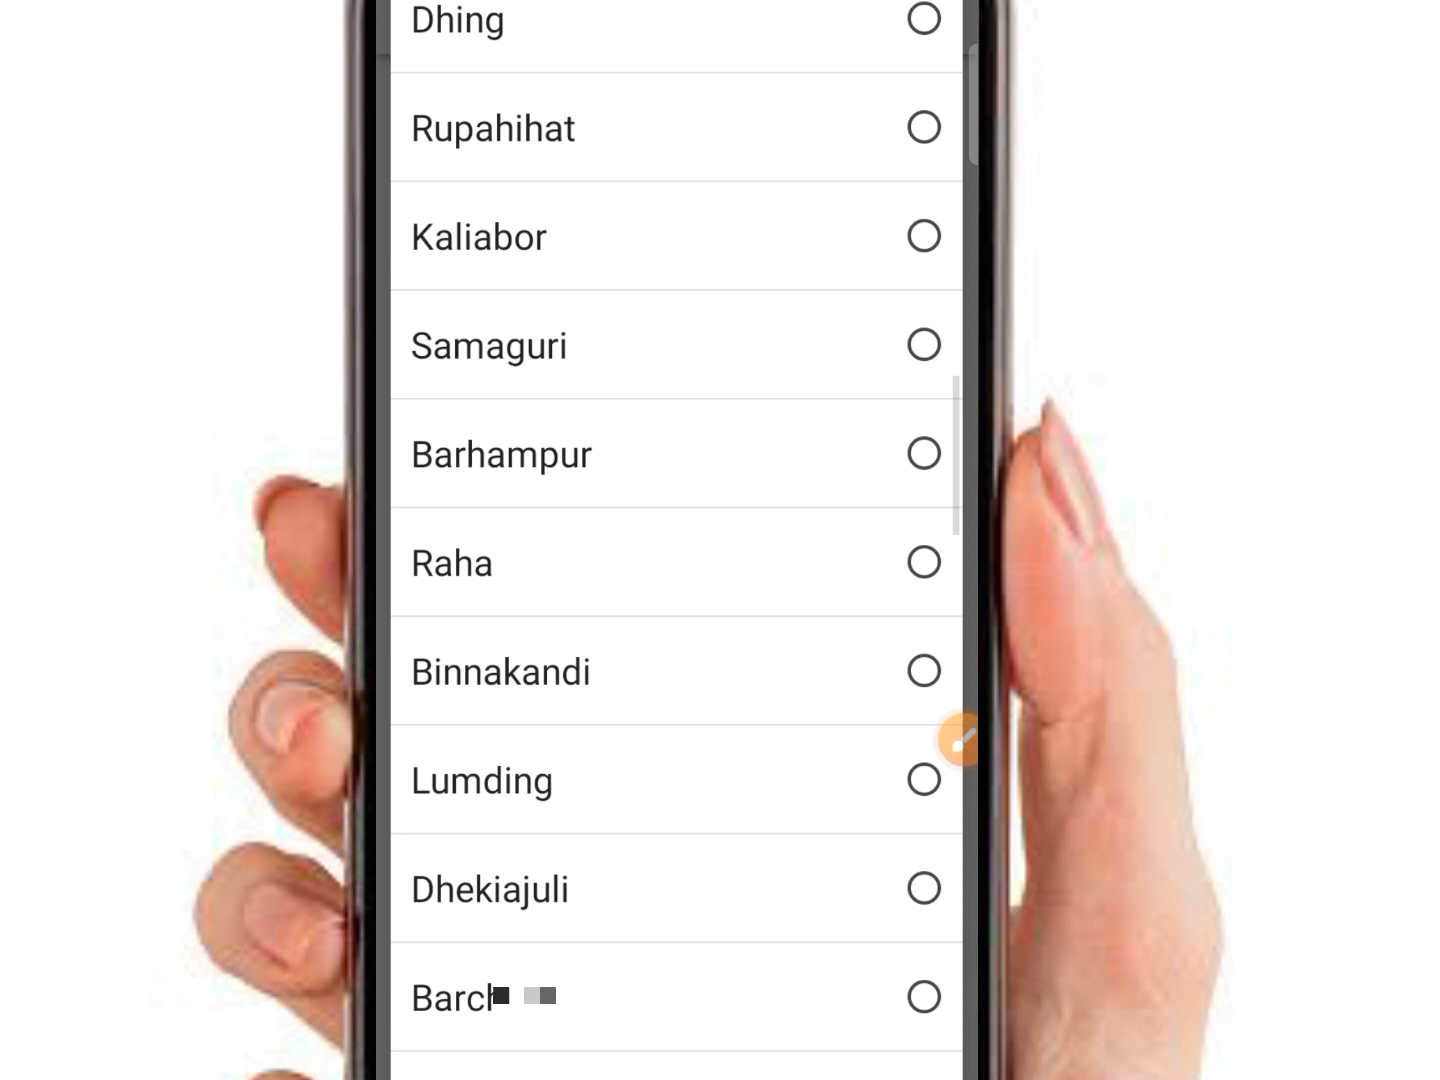 Dhing
Rupahihat
Kaliabor
Samaguri
Barhampur
Raha
Binnakandi
Lumding
Dhekiajuli